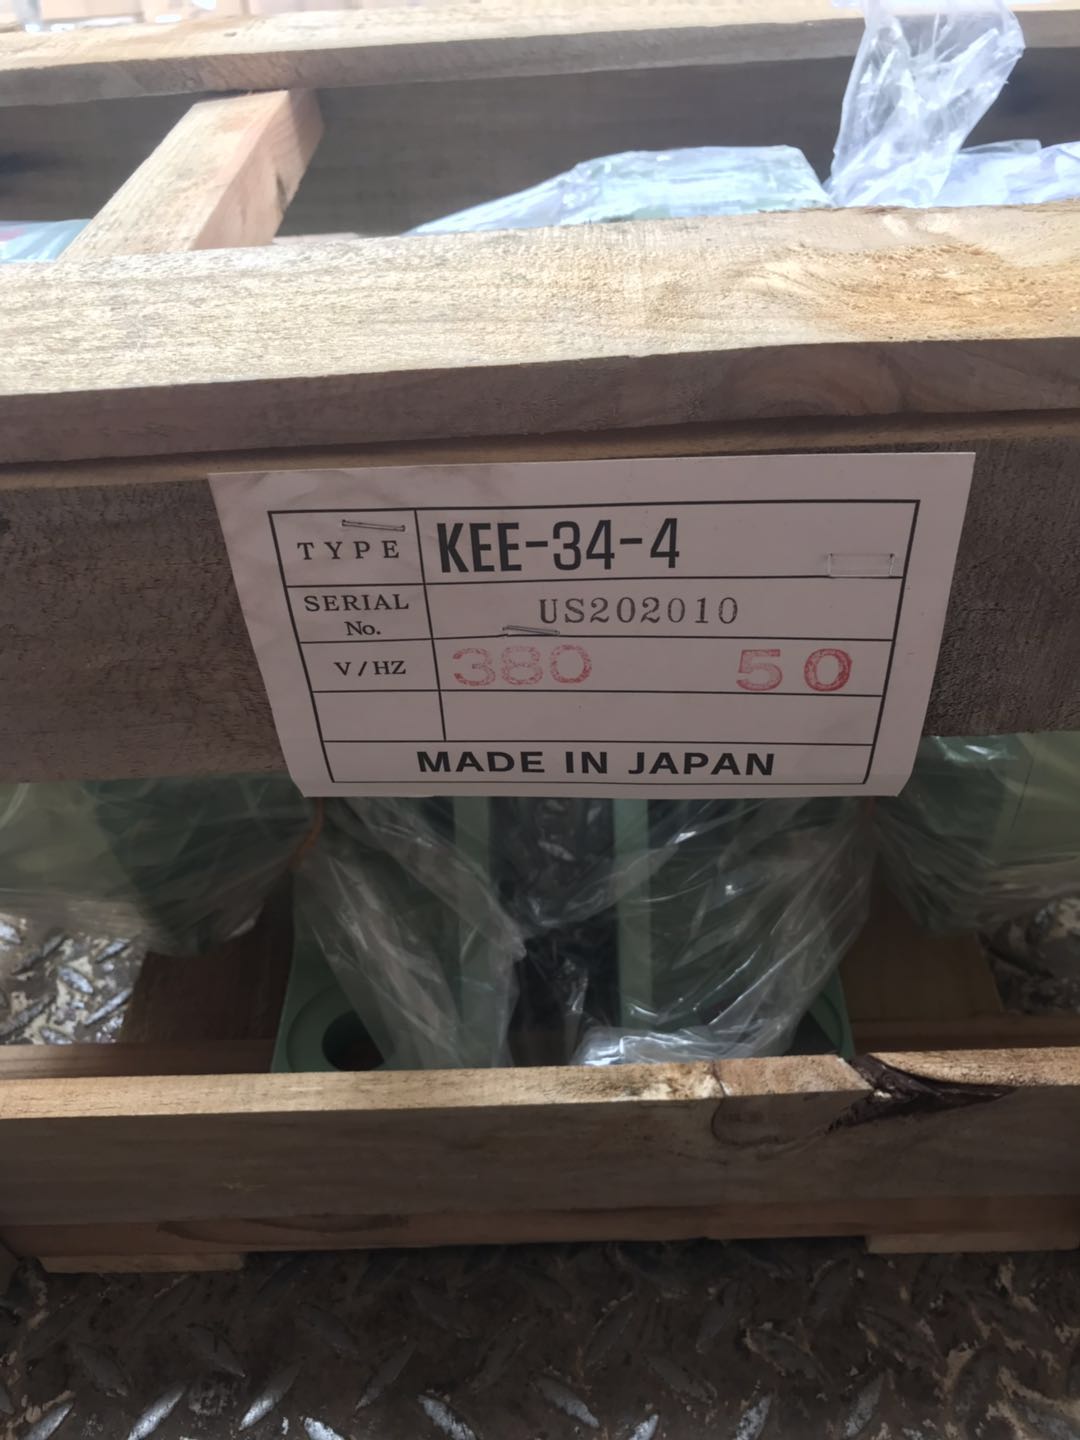 TYPE KEE-34-4
SERIAL No. US202010
V/HZ 380 50
MADE IN JAPAN